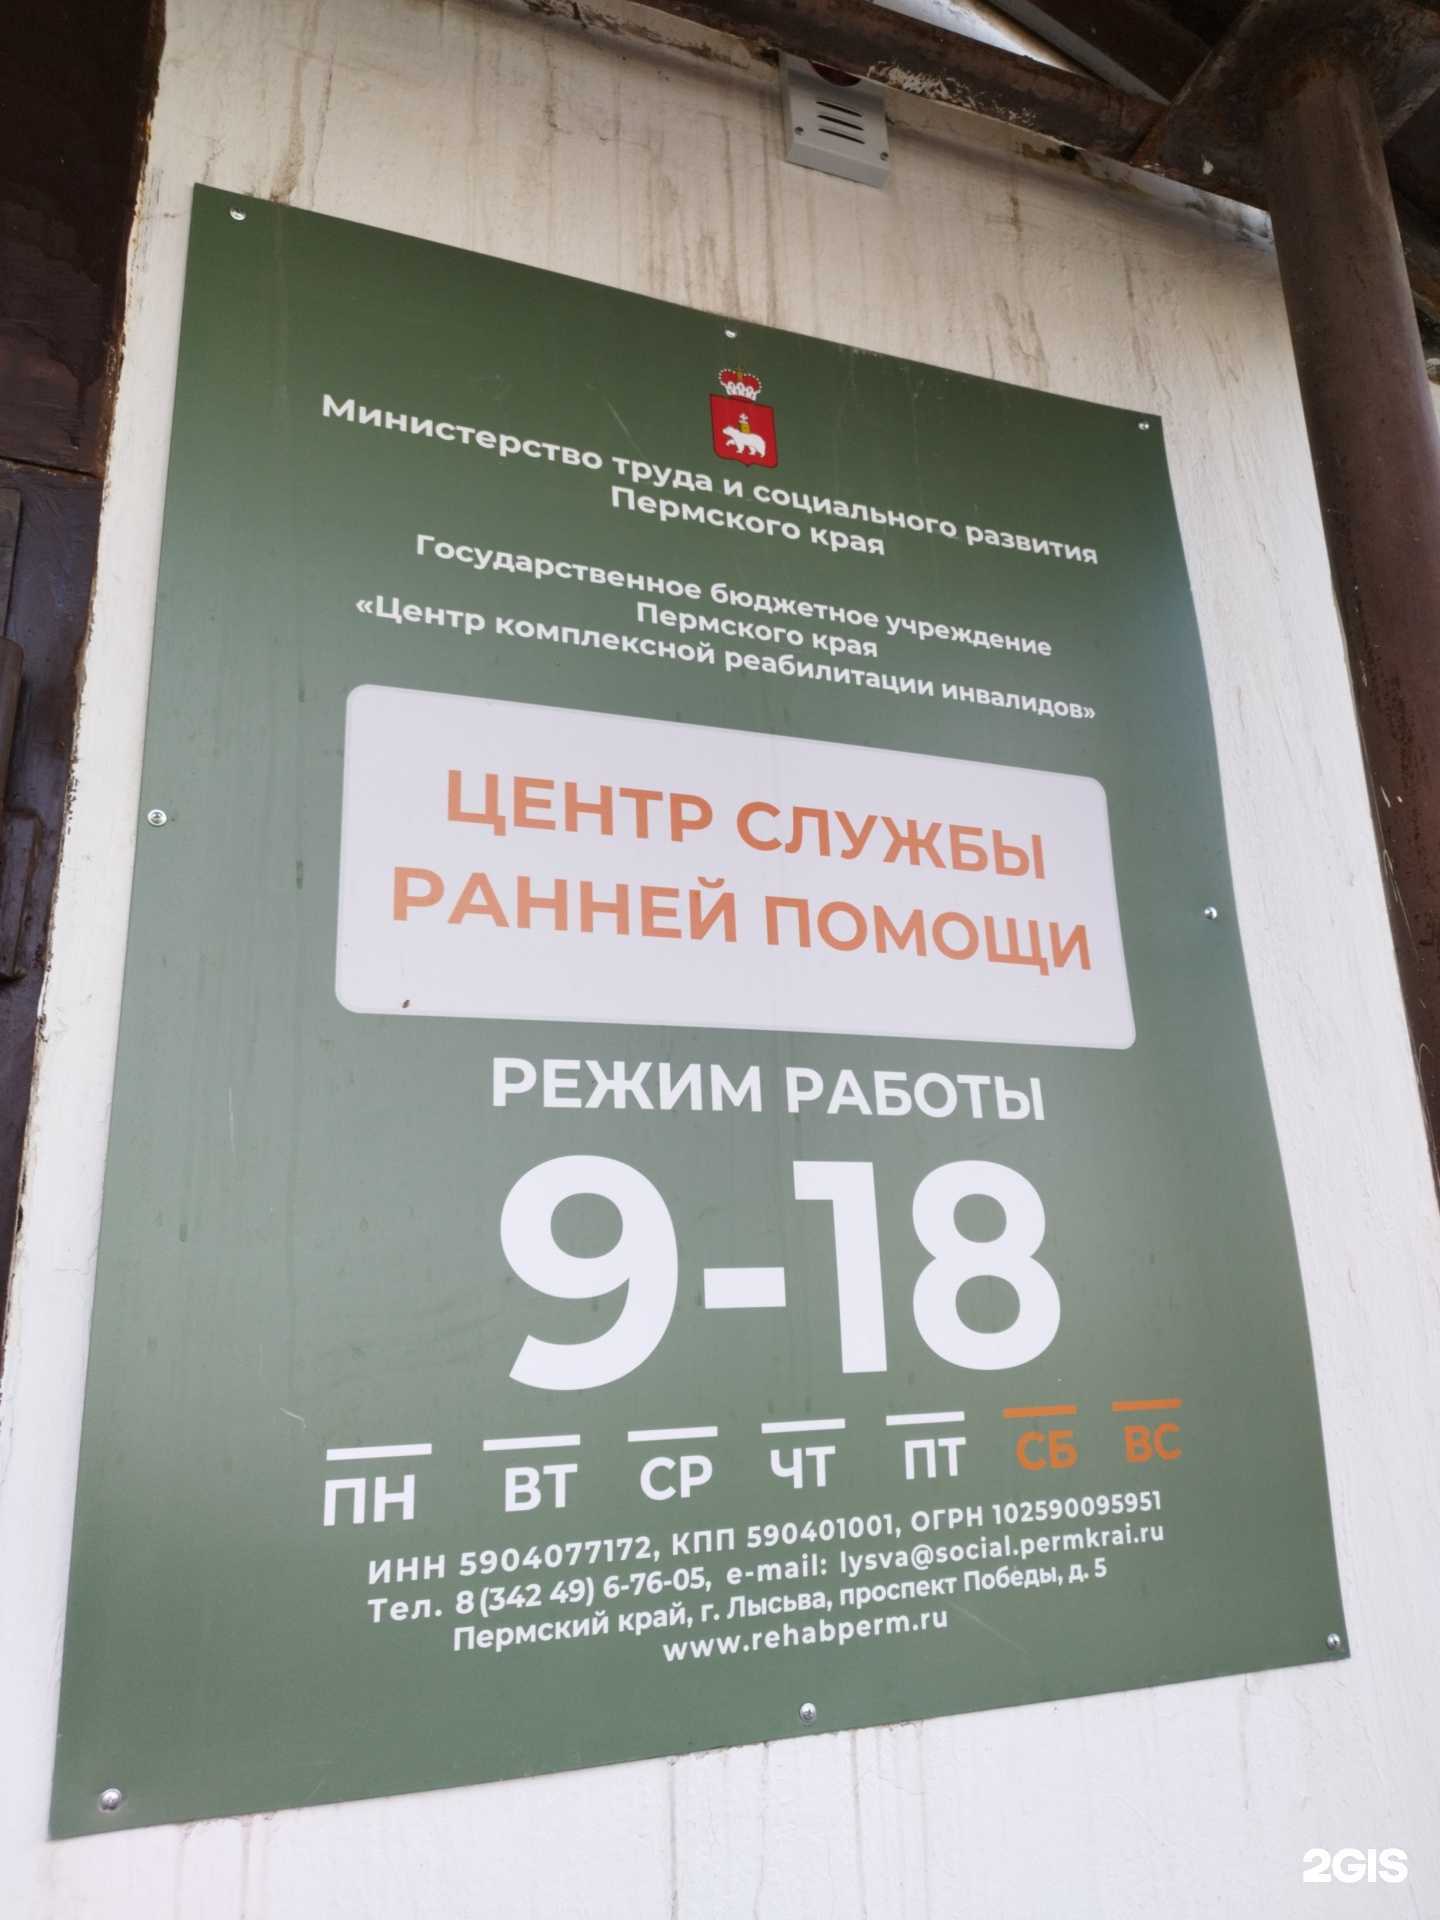 Министерство труда и социального развития
Пермского края
Государственное бюджетное учреждение
Пермского края
«Центр комплексной реабилитации инвалидов»
ЦЕНТР СЛУЖБЫ
РАННЕЙ ПОМОЩИ
РЕЖИМ РАБОТЫ
9-18
ПН ВТ СР ЧТ ПТ СБ ВС
ИНН 5904077172, КПП 590401001, ОГРН 102590095951
Тел. 8 (342 49) 6-76-05, e-mail: lysva@social.permkrai.ru
Пермский край, г. Лысьва, проспект Победы, д. 5
www.rehabperm.ru
2GIS